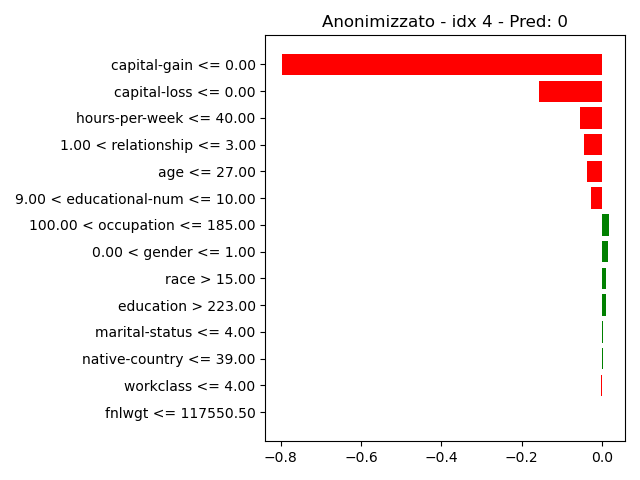 Anonimizzato - idx 4 - Pred: 0
capital-gain <= 0.00
capital-loss <= 0.00
hours-per-week <= 40.00
1.00 < relationship <= 3.00
age <= 27.00
9.00 < educational-num <= 10.00
100.00 < occupation <= 185.00
0.00 < gender <= 1.00
race > 15.00
education > 223.00
marital-status <= 4.00
native-country <= 39.00
workclass <= 4.00
fnlwgt <= 117550.50
−0.8 −0.6 −0.4 −0.2 0.0